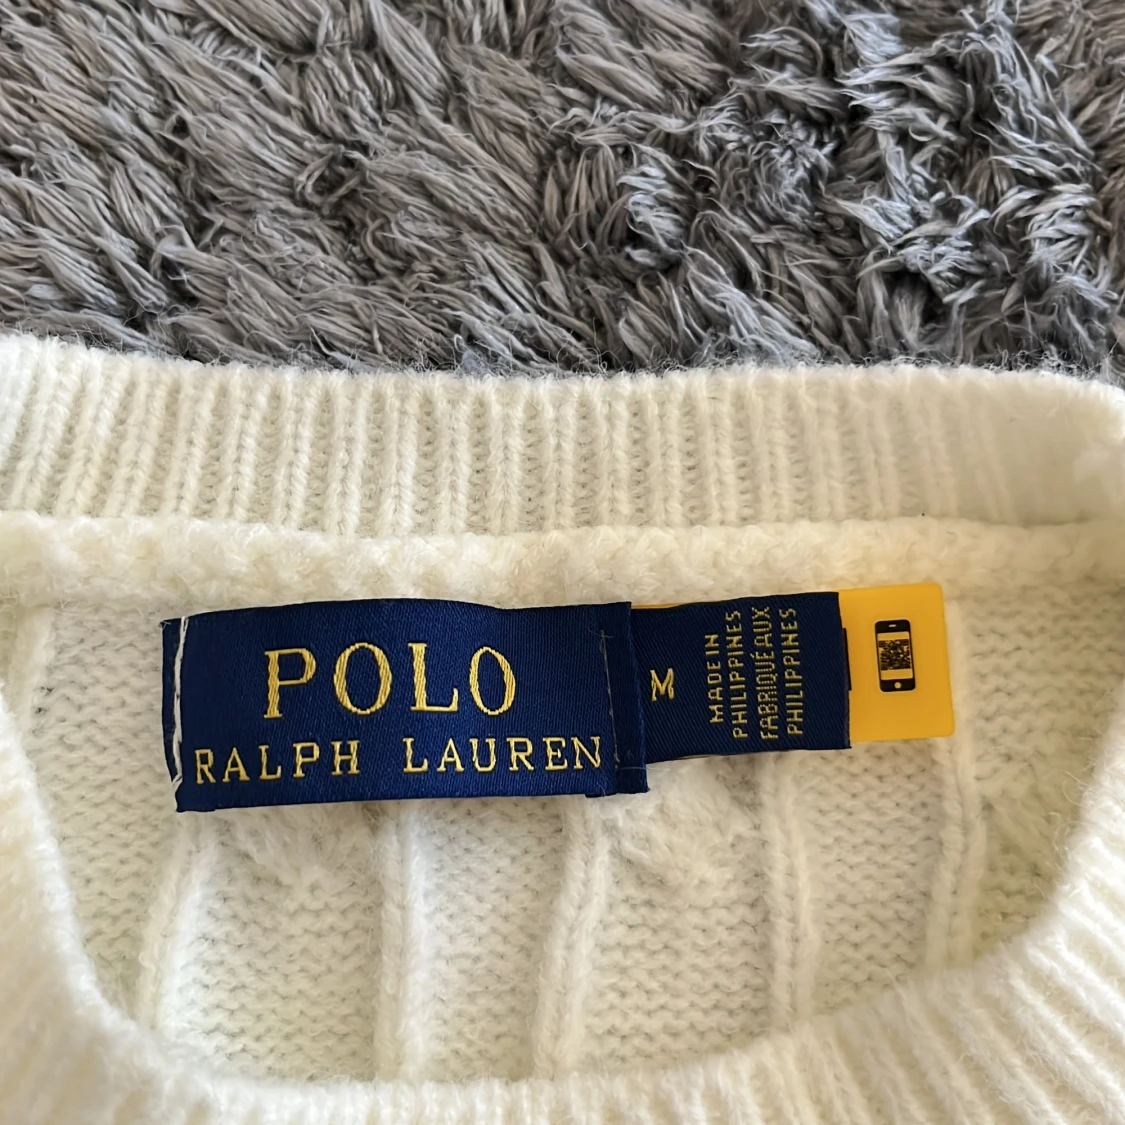 POLO
RALPH LAUREN
M
MADE IN
PHILIPPINES
FABRIQUÉ AUX
PHILIPPINES